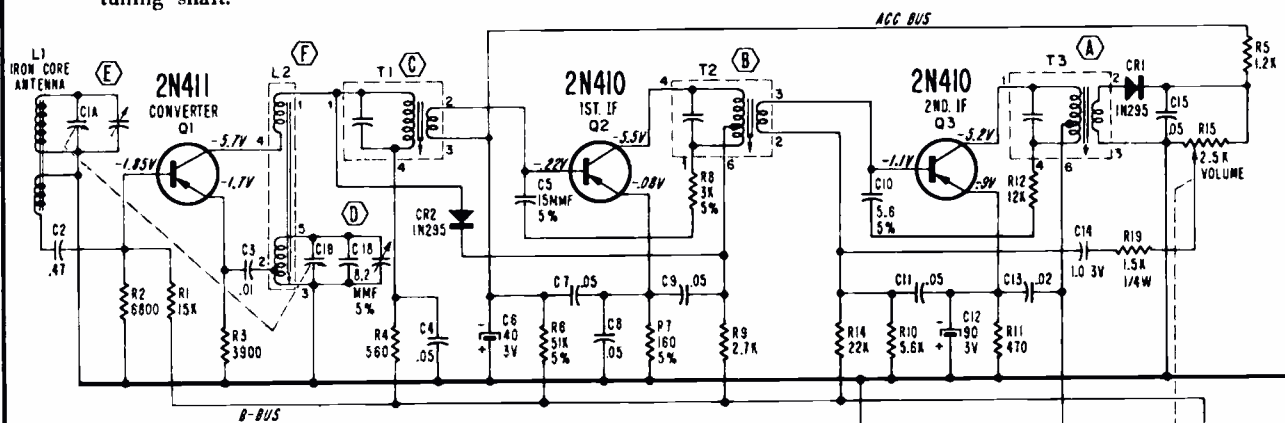 tuning shaft.
AGC BUS
L1
IRON CORE
ANTENNA
E
C1A
2N411
CONVERTER
Q1
-5.7V
-1.85V
-1.7V
F
L2
1
4
5
2
3
T1
C
1
2
3
4
D
C1B
C18
8.2
MMF
5%
CR2
1N295
2N410
1ST. IF
Q2
-5.5V
-.22V
-.08V
C5
15MMF
5%
T2
B
4
3
1
6
2
R8
3K
5%
2N410
2ND. IF
Q3
-5.2V
-1.1V
-.9V
C10
5.6
5%
T3
A
1
2
4
6
3
R12
12K
CR1
1N295
C15
.05
R5
1.2K
R15
2.5K
VOLUME
C14
1.0 3V
R19
1.5K
1/4W
C2
.47
R2
6800
R1
15K
C3
.01
R3
3900
R4
560
C4
.05
C6
40
3V
-
+
R6
51K
5%
C7 .05
C8
.05
R7
160
5%
C9 .05
R9
2.7K
R14
22K
R10
5.6K
C11 .05
C12
90
3V
-
+
R11
470
C13 .02
B-BUS